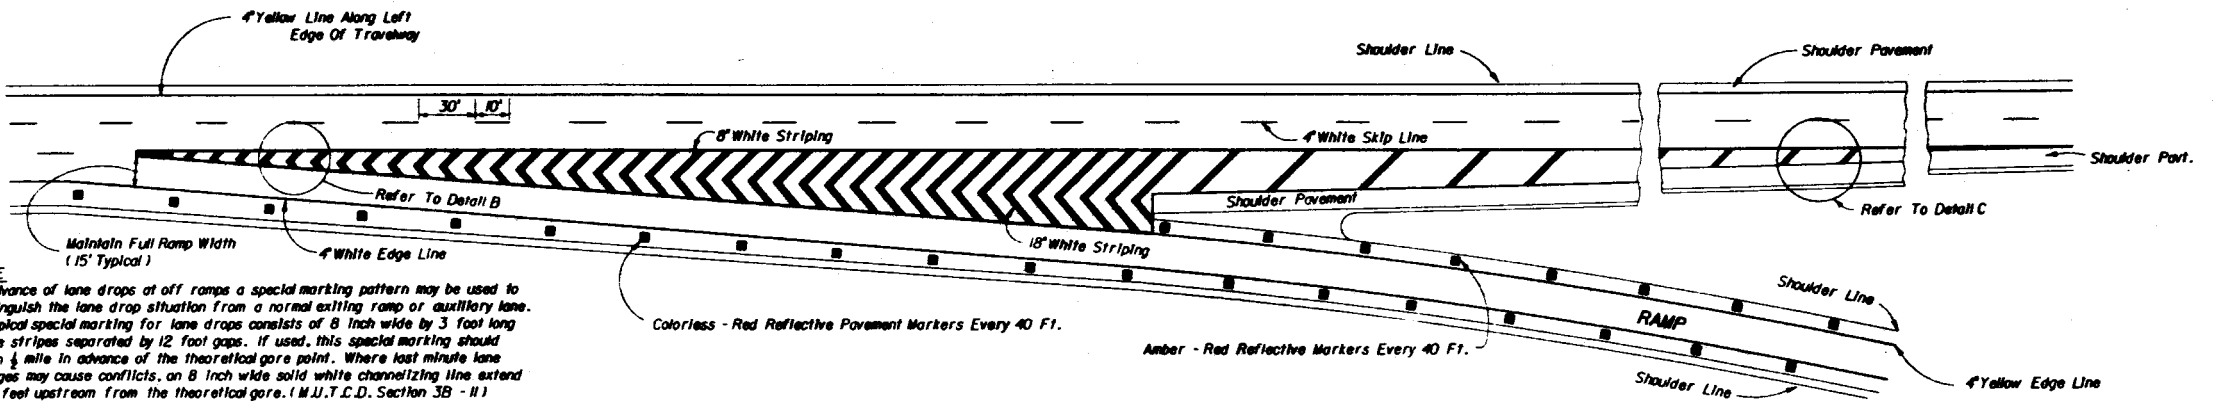 4" Yellow Line Along Left
Edge Of Travelway
Shoulder Line
Shoulder Pavement
30' 10'
8" White Striping
4" White Skip Line
Shoulder Pavt.
Refer To Detail B
Shoulder Pavement
Refer To Detail C
18" White Striping
Maintain Full Ramp Width
(15' Typical)
4" White Edge Line
Shoulder Line
Colorless - Red Reflective Pavement Markers Every 40 Ft.
RAMP
Amber - Red Reflective Markers Every 40 Ft.
4" Yellow Edge Line
Shoulder Line
E
vance of lane drops at off ramps a special marking pattern may be used to
nguish the lane drop situation from a normal exiting ramp or auxiliary lane.
pical special marking for lane drops consists of 8 inch wide by 3 foot long
e stripes separated by 12 foot gaps. If used, this special marking should
mile in advance of the theoretical gore point. Where last minute lane
ges may cause conflicts, an 8 inch wide solid white channelizing line extend
feet upstream from the theoretical gore. (M.U.T.C.D. Section 3B - 11)